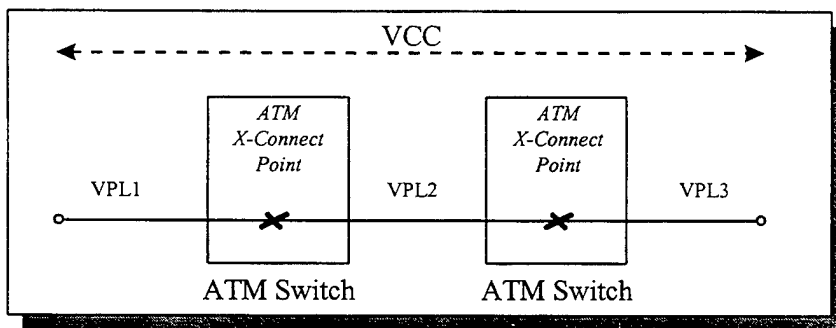 VCC
ATM
X-Connect
Point
ATM
X-Connect
Point
VPL1
VPL2
VPL3
ATM Switch
ATM Switch